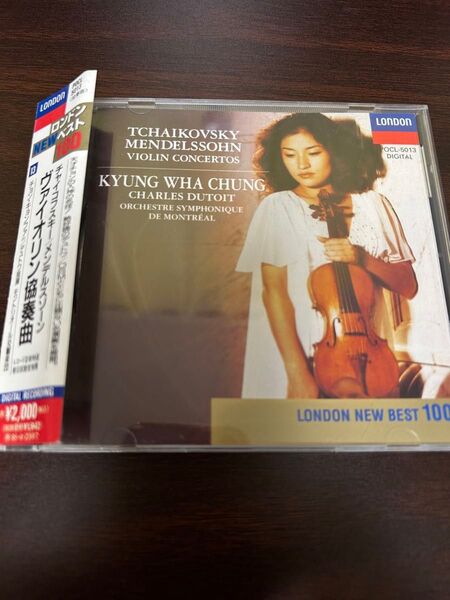 LONDON
NEW
ロンドン
ベスト
100
チャイコフスキー/メンデルスゾーン
ヴァイオリン協奏曲
DIGITAL RECORDING
¥2,000
TCHAIKOVSKY
MENDELSSOHN
VIOLIN CONCERTOS
KYUNG WHA CHUNG
CHARLES DUTOIT
ORCHESTRE SYMPHONIQUE
DE MONTRÉAL
LONDON
POCL-5013
DIGITAL
LONDON NEW BEST 100